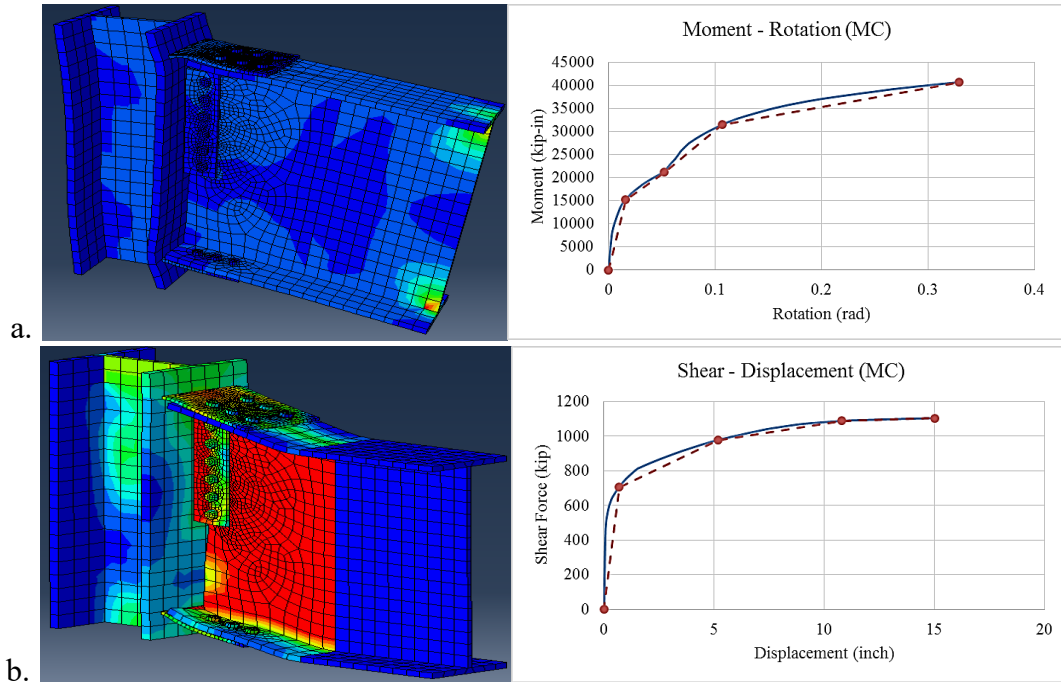 a.
Moment - Rotation (MC)
Moment (kip-in)
45000
40000
35000
30000
25000
20000
15000
10000
5000
0
0 0.1 0.2 0.3 0.4
Rotation (rad)
b.
Shear - Displacement (MC)
Shear Force (kip)
1200
1000
800
600
400
200
0
0 5 10 15 20
Displacement (inch)